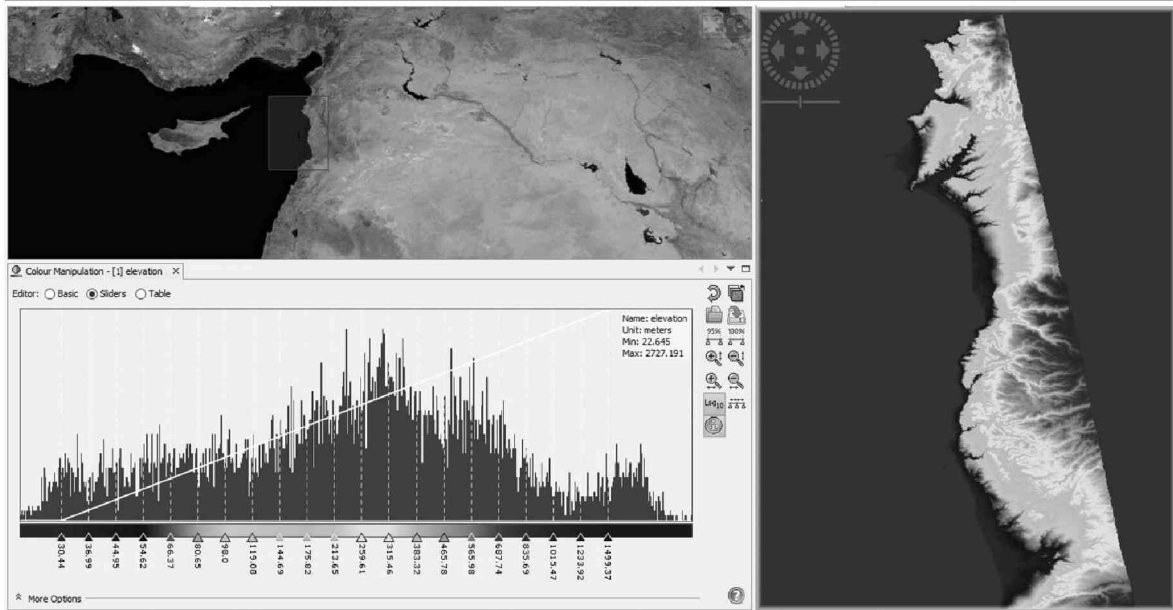 Colour Manipulation - [1] elevation
Editor: Basic Sliders Table
Name: elevation
Unit: meters
Min: 22.645
Max: 2727.191
95% 100%
Log10
30.44
36.99
44.95
54.62
66.37
80.65
98.0
119.08
144.69
175.82
213.65
259.61
315.46
383.32
465.78
565.98
687.74
835.69
1015.47
1233.92
1499.37
More Options